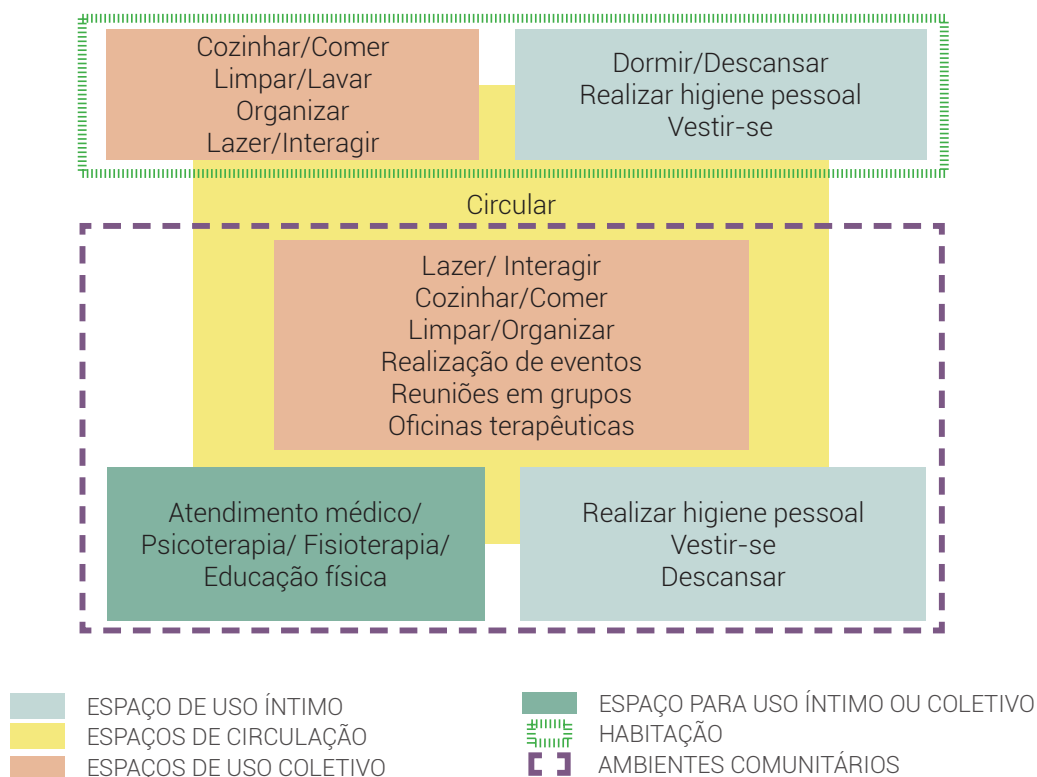 Cozinhar/Comer
Limpar/Lavar
Organizar
Lazer/Interagir
Dormir/Descansar
Realizar higiene pessoal
Vestir-se
Circular
Lazer/ Interagir
Cozinhar/Comer
Limpar/Organizar
Realização de eventos
Reuniões em grupos
Oficinas terapêuticas
Atendimento médico/
Psicoterapia/ Fisioterapia/
Educação física
Realizar higiene pessoal
Vestir-se
Descansar
ESPAÇO DE USO ÍNTIMO
ESPAÇOS DE CIRCULAÇÃO
ESPAÇOS DE USO COLETIVO
ESPAÇO PARA USO ÍNTIMO OU COLETIVO
HABITAÇÃO
AMBIENTES COMUNITÁRIOS